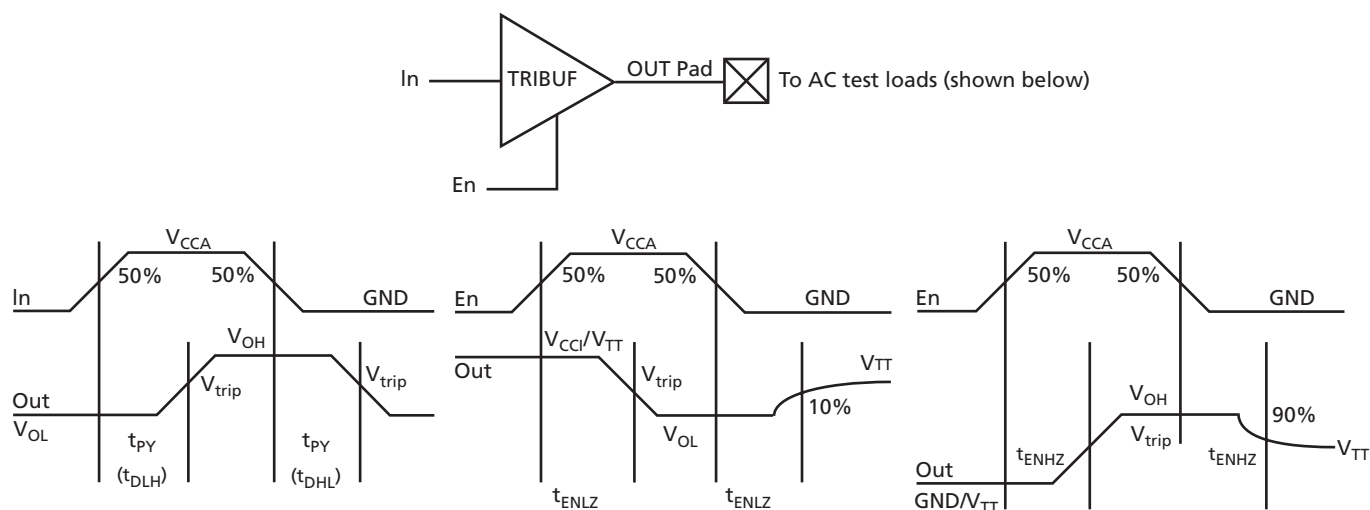 In
TRIBUF
OUT Pad
To AC test loads (shown below)
En
In
VCCA
50%
50%
GND
Out
VOL
VOH
Vtrip
Vtrip
tPY
(tDLH)
tPY
(tDHL)
En
VCCA
50%
50%
GND
Out
VCCI/VTT
Vtrip
VOL
10%
VTT
tENLZ
tENLZ
En
VCCA
50%
50%
GND
Out
GND/VTT
tENHZ
VOH
Vtrip
tENHZ
90%
VTT